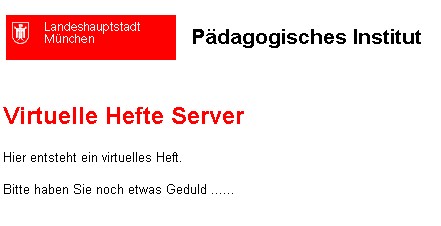 Landeshauptstadt
München
Pädagogisches Institut
Virtuelle Hefte Server
Hier entsteht ein virtuelles Heft.
Bitte haben Sie noch etwas Geduld ......